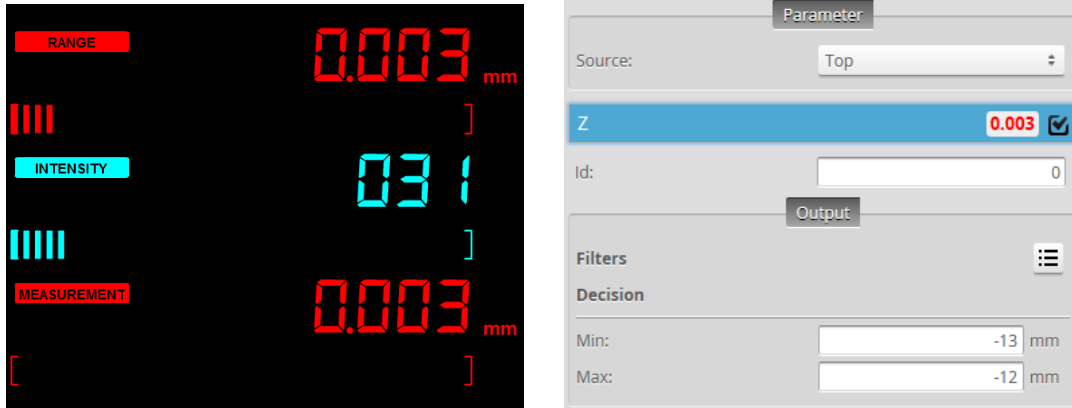 RANGE
0.003 mm
INTENSITY
031
MEASUREMENT
0.003 mm
Parameter
Source: Top
Z 0.003
Id: 0
Output
Filters
Decision
Min: -13 mm
Max: -12 mm